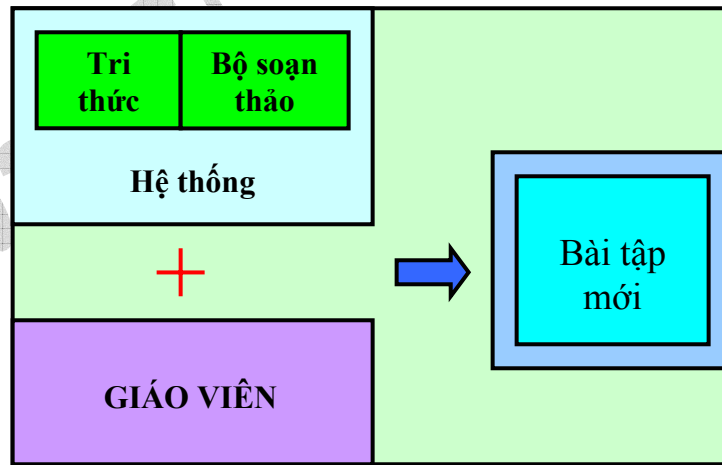 Tri
thức
Bộ soạn
thảo
Hệ thống
GIÁO VIÊN
Bài tập
mới